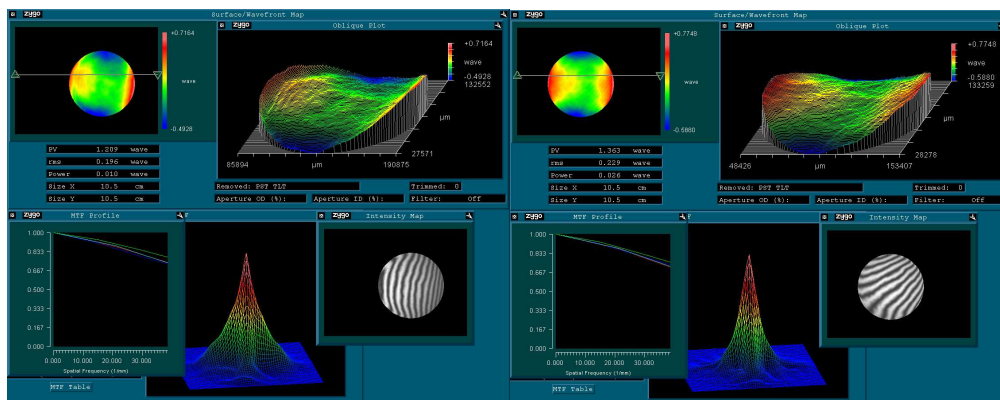 zygo Surface/Wavefront Map
zygo Oblique Plot
+0.7164
wave
-0.4928
+0.7164
wave
-0.4928
132552
µm
27571
85894 µm 190875
PV 1.209 wave
rms 0.196 wave
Power 0.010 wave
Size X 10.5 cm
Size Y 10.5 cm
Removed: PST TLT Trimmed: 0
Aperture OD (%): Aperture ID (%): Filter: Off
zygo MTF Profile
1.000
0.833
0.667
0.500
0.333
0.167
0.000
0.000 10.000 20.000 30.000
Spatial Frequency (1/mm)
MTF Table
zygo Intensity Map
zygo Surface/Wavefront Map
zygo Oblique Plot
+0.7748
wave
-0.5880
+0.7748
wave
-0.5880
133259
µm
28278
48426 µm 153407
PV 1.363 wave
rms 0.229 wave
Power 0.026 wave
Size X 10.5 cm
Size Y 10.5 cm
Removed: PST TLT Trimmed: 0
Aperture OD (%): Aperture ID (%): Filter: Off
zygo MTF Profile
1.000
0.833
0.667
0.500
0.333
0.167
0.000
0.000 10.000 20.000 30.000
Spatial Frequency (1/mm)
MTF Table
zygo Intensity Map